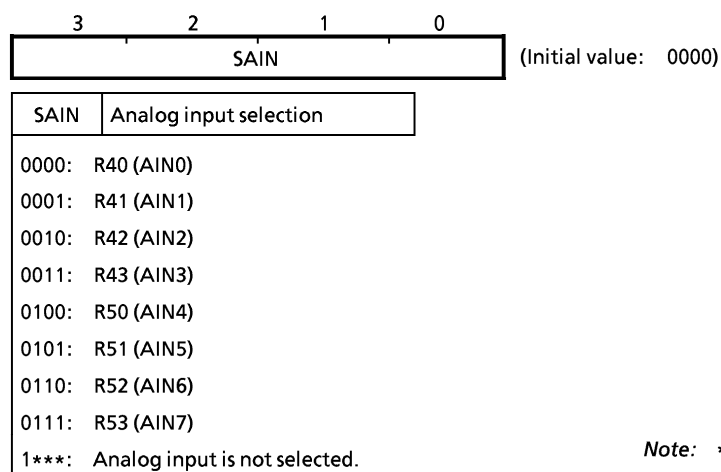 3 2 1 0
SAIN (Initial value: 0000)
SAIN Analog input selection
0000: R40 (AIN0)
0001: R41 (AIN1)
0010: R42 (AIN2)
0011: R43 (AIN3)
0100: R50 (AIN4)
0101: R51 (AIN5)
0110: R52 (AIN6)
0111: R53 (AIN7)
1***: Analog input is not selected.
Note: *